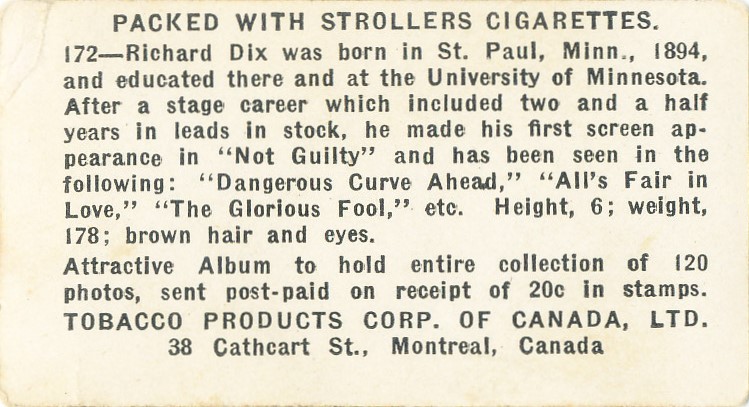 PACKED WITH STROLLERS CIGARETTES.
172—Richard Dix was born in St. Paul, Minn., 1894,
and educated there and at the University of Minnesota.
After a stage career which included two and a half
years in leads in stock, he made his first screen ap-
pearance in "Not Guilty" and has been seen in the
following: "Dangerous Curve Ahead," "All's Fair in
Love," "The Glorious Fool," etc. Height, 6; weight,
178; brown hair and eyes.
Attractive Album to hold entire collection of 120
photos, sent post-paid on receipt of 20c in stamps.
TOBACCO PRODUCTS CORP. OF CANADA, LTD.
38 Cathcart St., Montreal, Canada